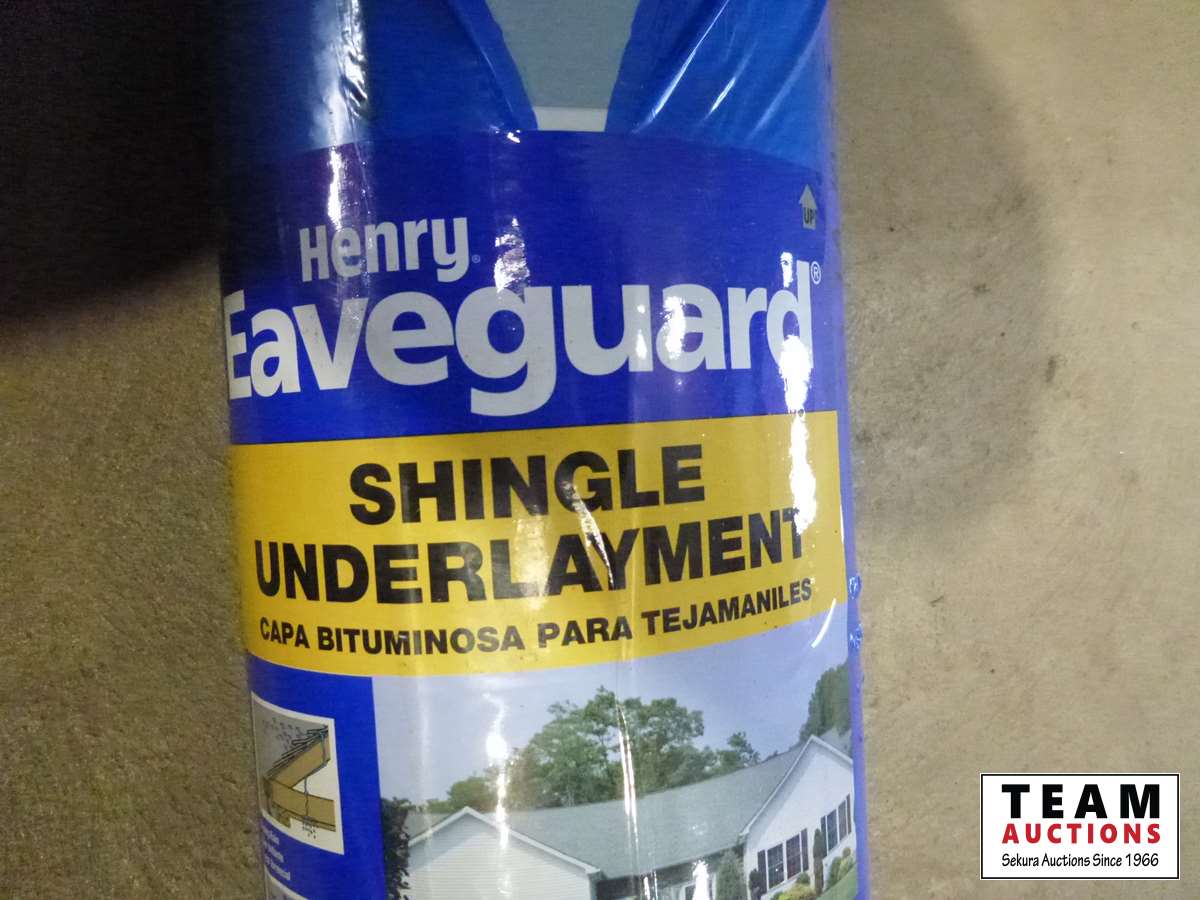 UP
Henry®
Eaveguard®
SHINGLE
UNDERLAYMENT
CAPA BITUMINOSA PARA TEJAMANILES
TEAM
AUCTIONS
Sekura Auctions Since 1966